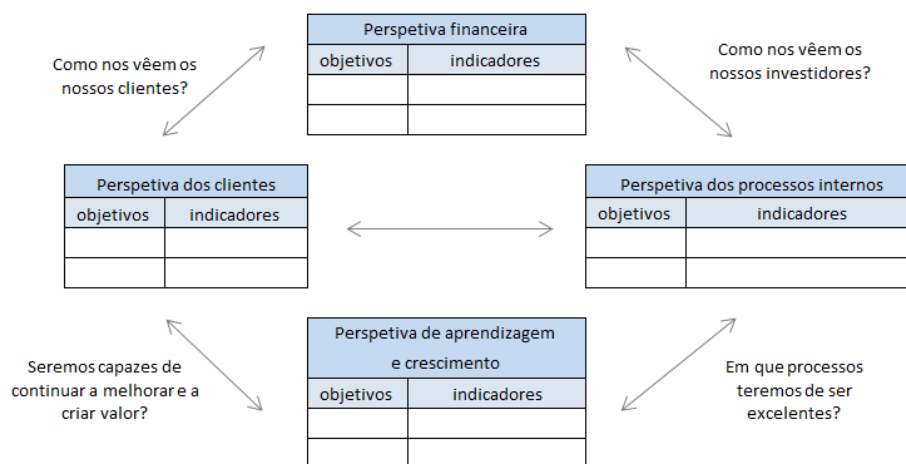 Perspetiva financeira
objetivos indicadores
Como nos vêem os
nossos clientes?
Como nos vêem os
nossos investidores?
Perspetiva dos clientes
objetivos indicadores
Perspetiva dos processos internos
objetivos indicadores
Perspetiva de aprendizagem
e crescimento
objetivos indicadores
Seremos capazes de
continuar a melhorar e a
criar valor?
Em que processos
teremos de ser
excelentes?